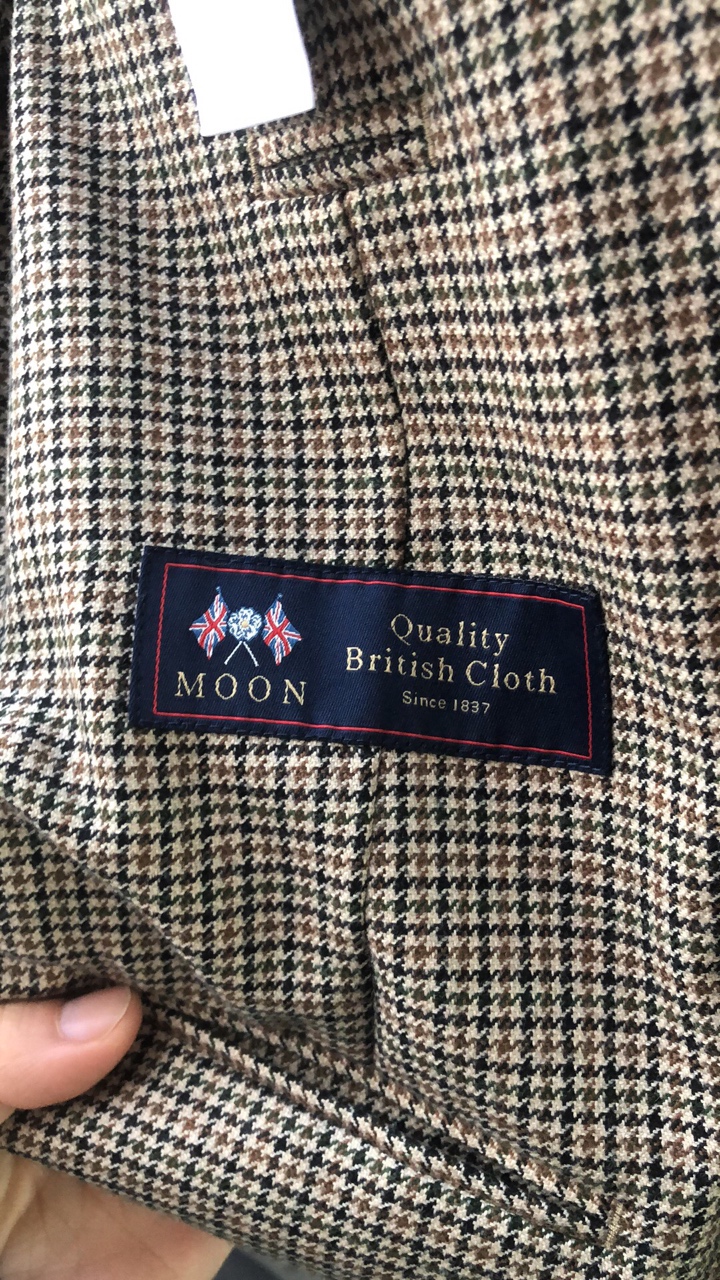 MOON
Quality
British Cloth
Since 1837